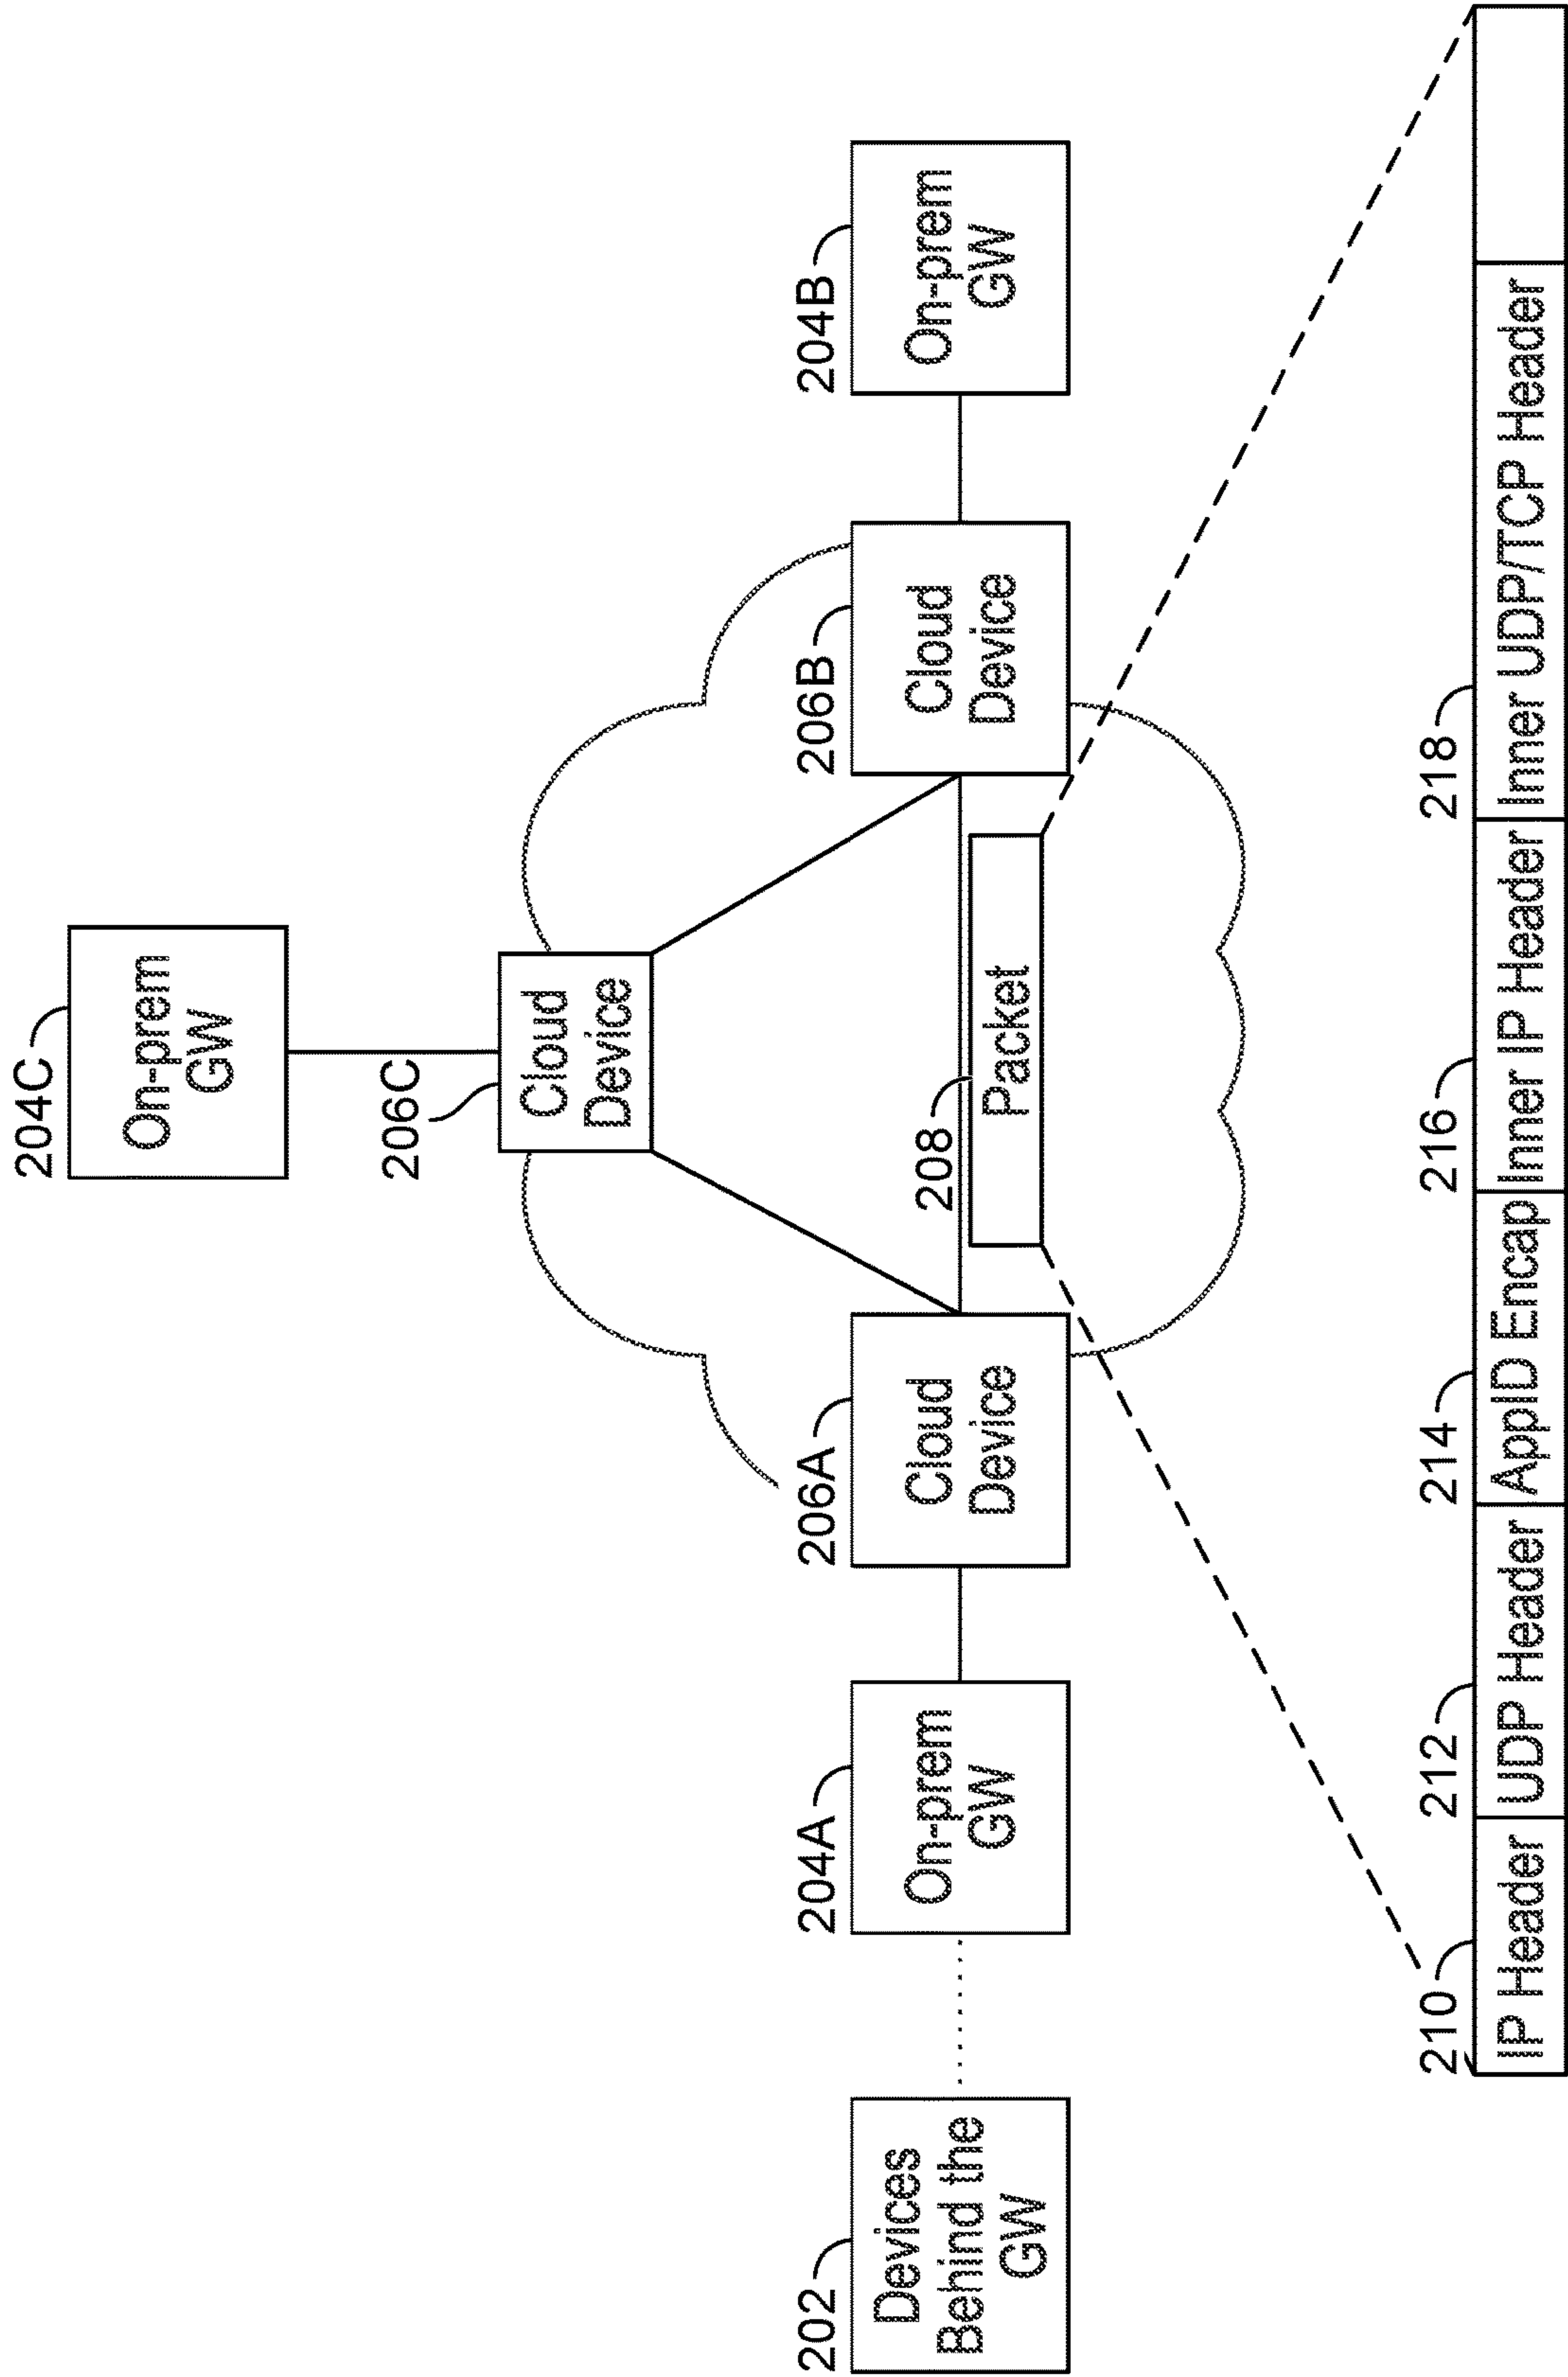 204C
On-prem
GW
206C
Cloud
Device
202
Devices
Behind the
GW
204A
On-prem
GW
206A
Cloud
Device
208
Packet
206B
Cloud
Device
204B
On-prem
GW
210
212
214
216
218
IP Header
UDP Header
AppID Encap
Inner IP Header
Inner UDP/TCP Header